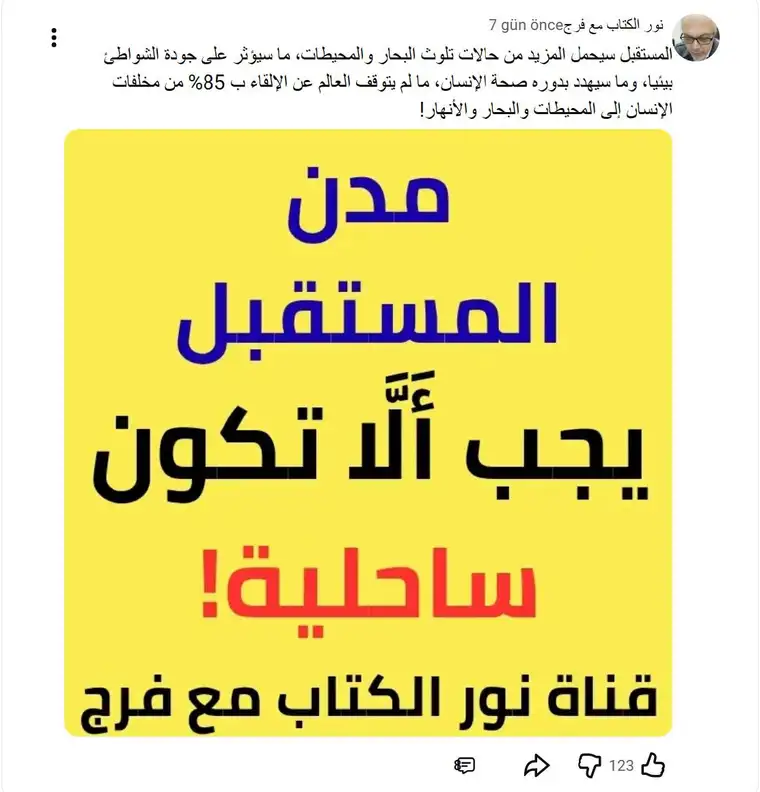 نور الكتاب مع فرج7 gün önce
المستقبل سيحمل المزيد من حالات تلوث البحار والمحيطات، ما سيؤثر على جودة الشواطئ
بيئيا، وما سيهدد بدوره صحة الإنسان، ما لم يتوقف العالم عن الإلقاء ب 85% من مخلفات
الإنسان إلى المحيطات والبحار والأنهار!
مدن
المستقبل
يجب أَلَّا تكون
ساحلية!
قناة نور الكتاب مع فرج
123